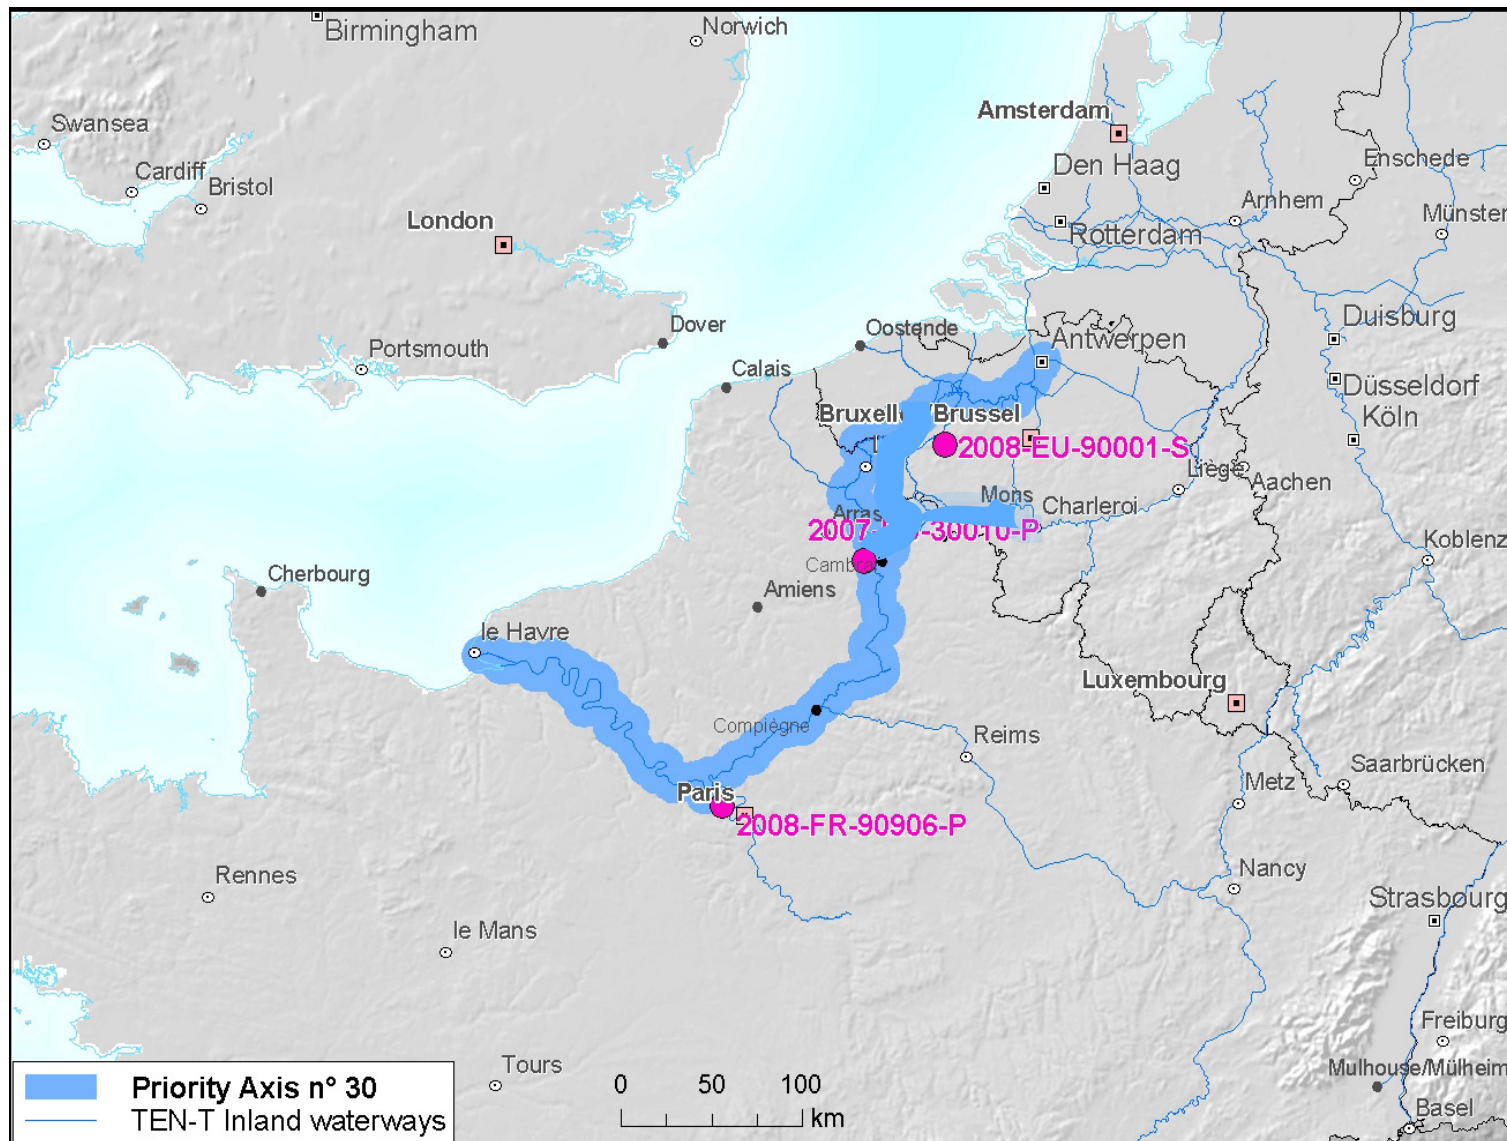 Birmingham
Norwich
Swansea
Cardiff
Bristol
London
Amsterdam
Den Haag
Enschede
Arnhem
Münster
Rotterdam
Portsmouth
Dover
Oostende
Antwerpen
Duisburg
Calais
Düsseldorf
Köln
Brussel
2008-EU-90001-S
Liège
Aachen
Mons
Charleroi
Arras
Koblenz
Cherbourg
Amiens
le Havre
Luxembourg
Compiègne
Reims
Saarbrücken
Metz
Paris
2008-FR-90906-P
Rennes
Nancy
Strasbourg
le Mans
Freiburg
Tours
Mulhouse/Mülheim
Basel
Priority Axis n° 30
TEN-T Inland waterways
0 50 100
km